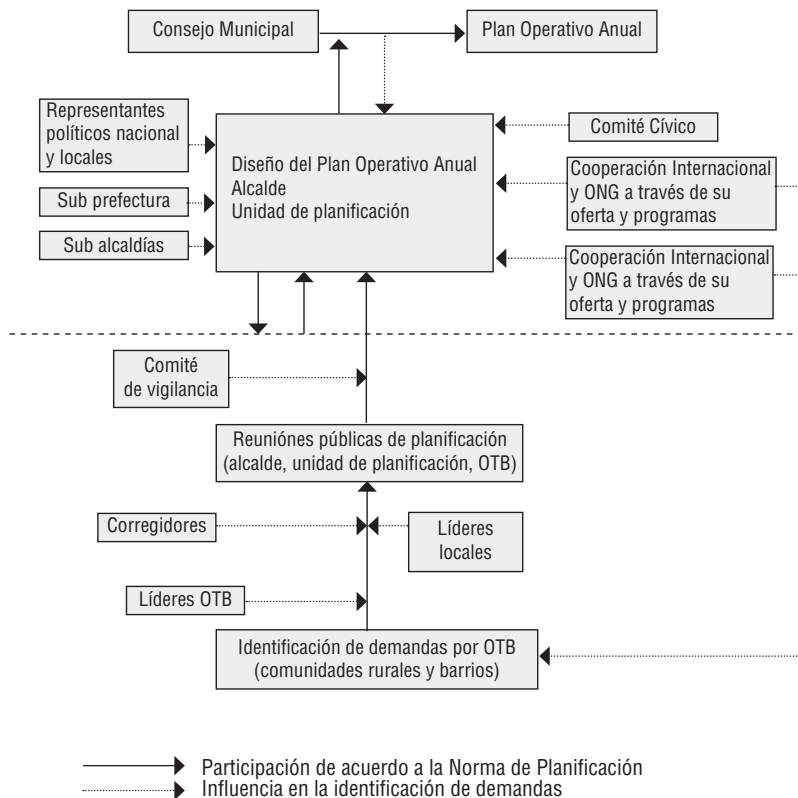 Consejo Municipal
Plan Operativo Anual
Representantes
políticos nacional
y locales
Sub prefectura
Sub alcaldías
Diseño del Plan Operativo Anual
Alcalde
Unidad de planificación
Comité Cívico
Cooperación Internacional
y ONG a través de su
oferta y programas
Cooperación Internacional
y ONG a través de su
oferta y programas
Comité
de vigilancia
Reuniónes públicas de planificación
(alcalde, unidad de planificación, OTB)
Corregidores
Líderes
locales
Líderes OTB
Identificación de demandas por OTB
(comunidades rurales y barrios)
Participación de acuerdo a la Norma de Planificación
Influencia en la identificación de demandas